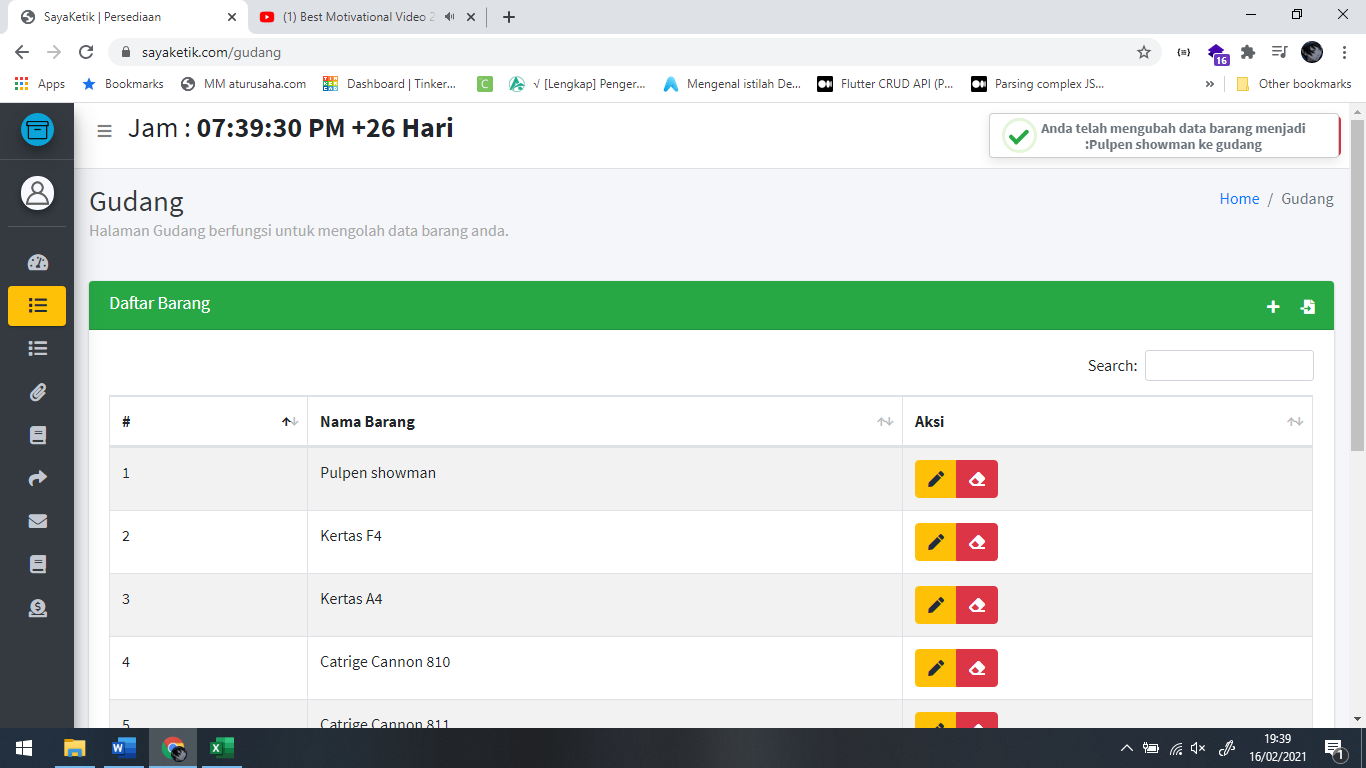 SayaKetik | Persediaan
(1) Best Motivational Video 2
sayaketik.com/gudang
16
Apps
Bookmarks
MM aturusaha.com
Dashboard | Tinker...
C
√ [Lengkap] Penger...
Mengenal istilah De...
Flutter CRUD API (P...
Parsing complex JS...
»
Other bookmarks
Jam : 07:39:30 PM +26 Hari
Anda telah mengubah data barang menjadi
:Pulpen showman ke gudang
Gudang
Home / Gudang
Halaman Gudang berfungsi untuk mengolah data barang anda.
Daftar Barang
Search:
# Nama Barang Aksi
1 Pulpen showman
2 Kertas F4
3 Kertas A4
4 Catrige Cannon 810
5 Catrige Cannon 811
19:39
16/02/2021
1